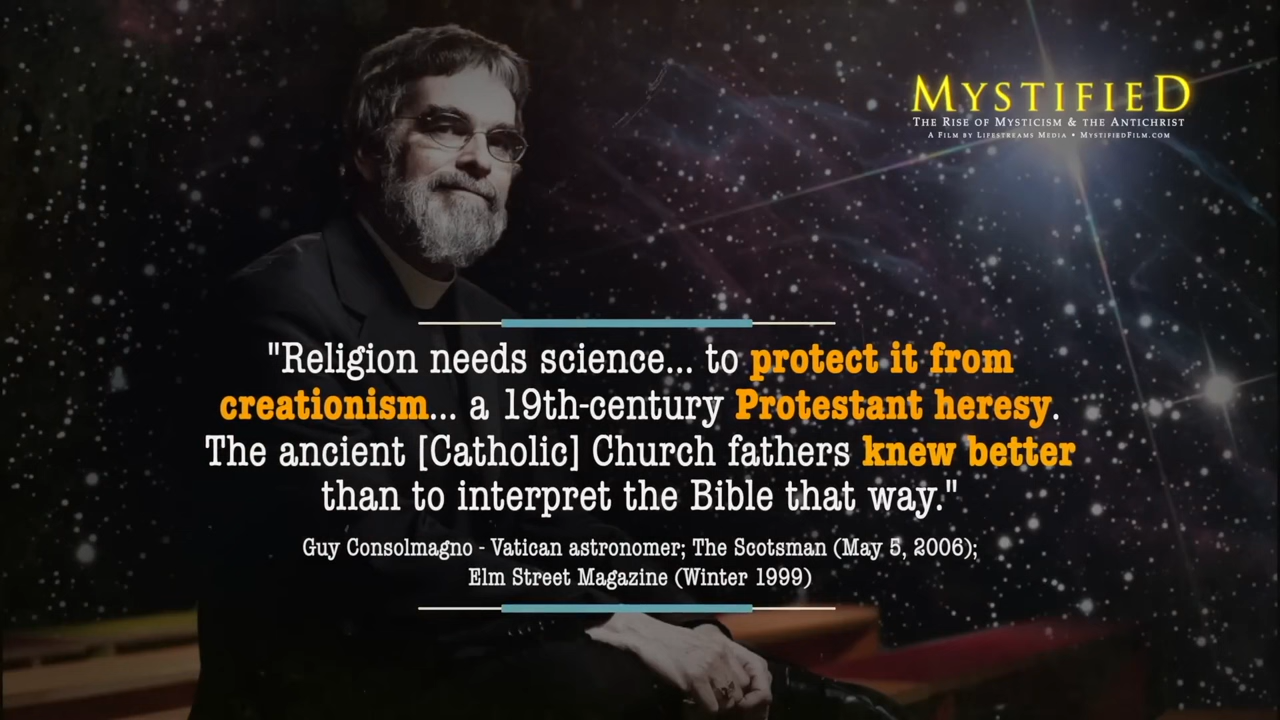 MYSTIFIED
THE RISE OF MYSTICISM & THE ANTICHRIST
A FILM BY LIFESTREAMS MEDIA • MYSTIFIEDFILM.COM
"Religion needs science... to protect it from
creationism... a 19th-century Protestant heresy.
The ancient [Catholic] Church fathers knew better
than to interpret the Bible that way."
Guy Consolmagno - Vatican astronomer; The Scotsman (May 5, 2006);
Elm Street Magazine (Winter 1999)